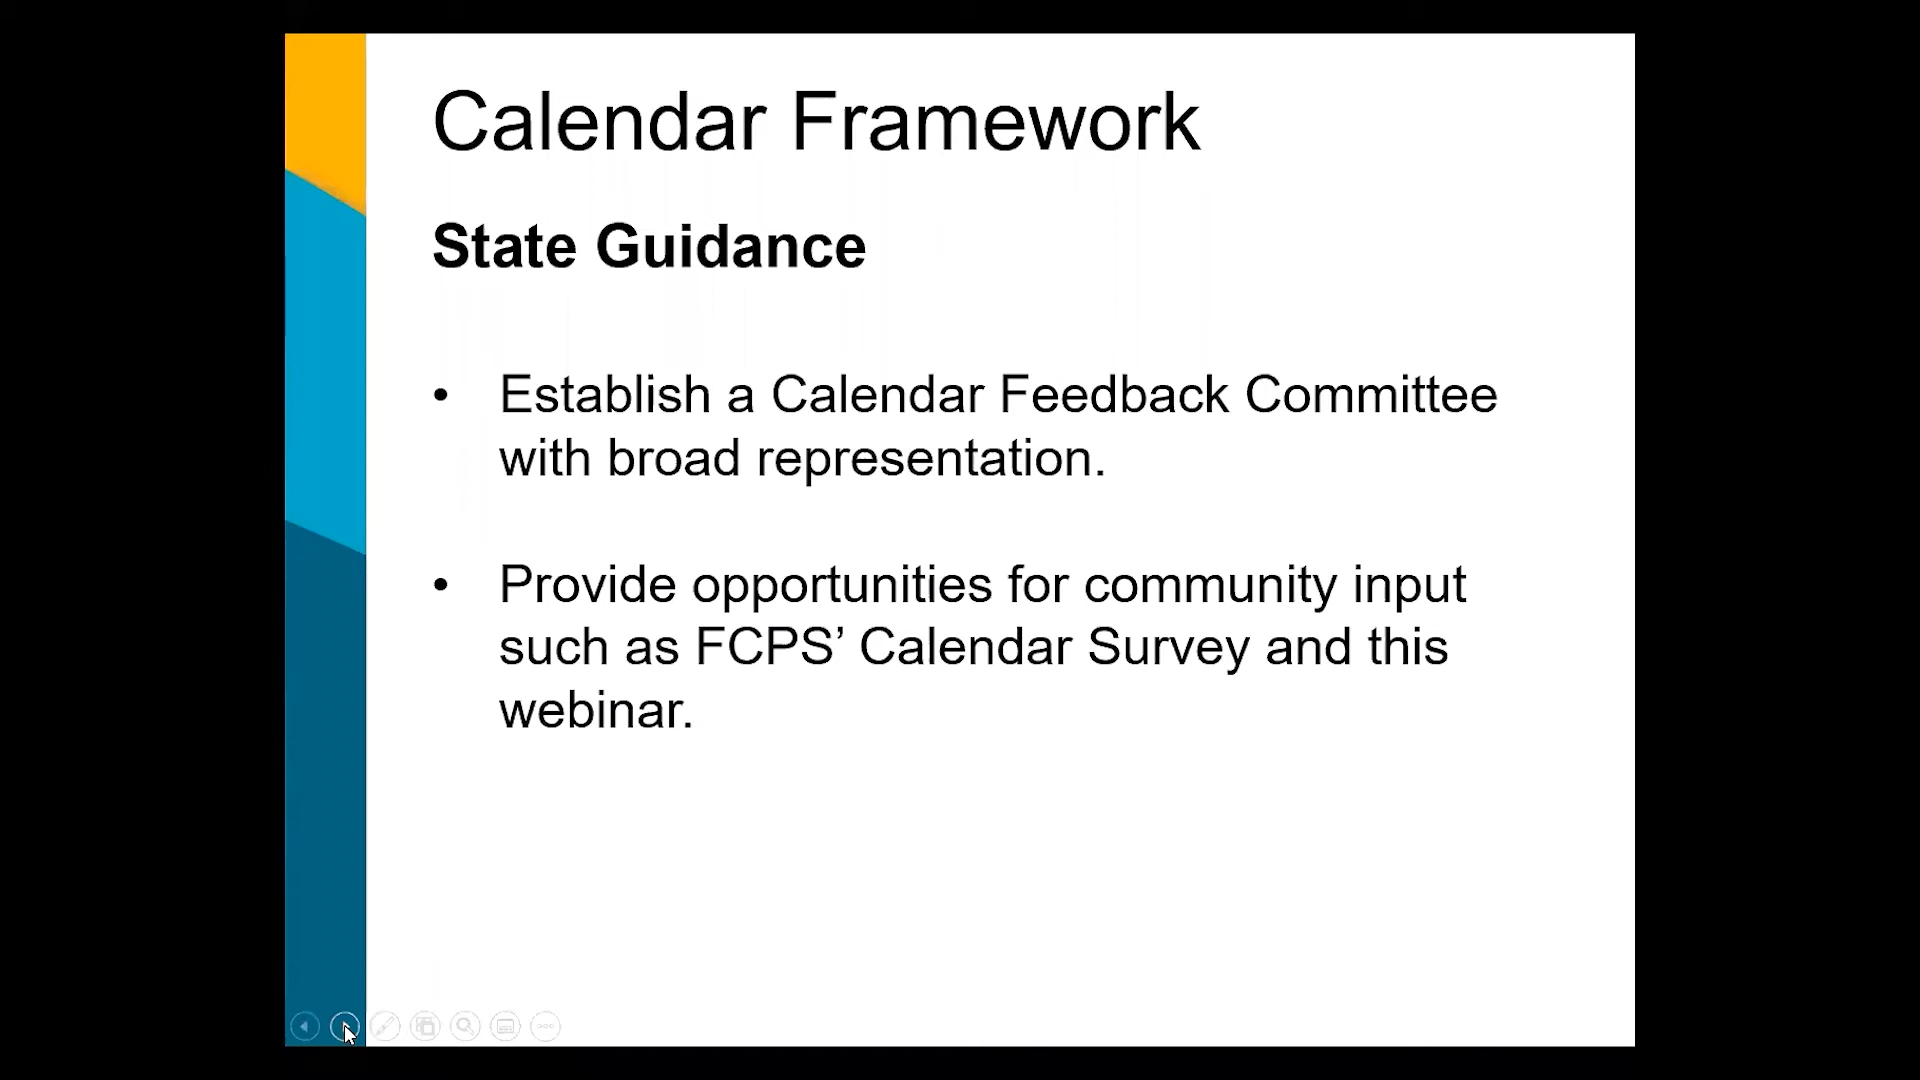 Calendar Framework
State Guidance
• Establish a Calendar Feedback Committee
with broad representation.
• Provide opportunities for community input
such as FCPS’ Calendar Survey and this
webinar.